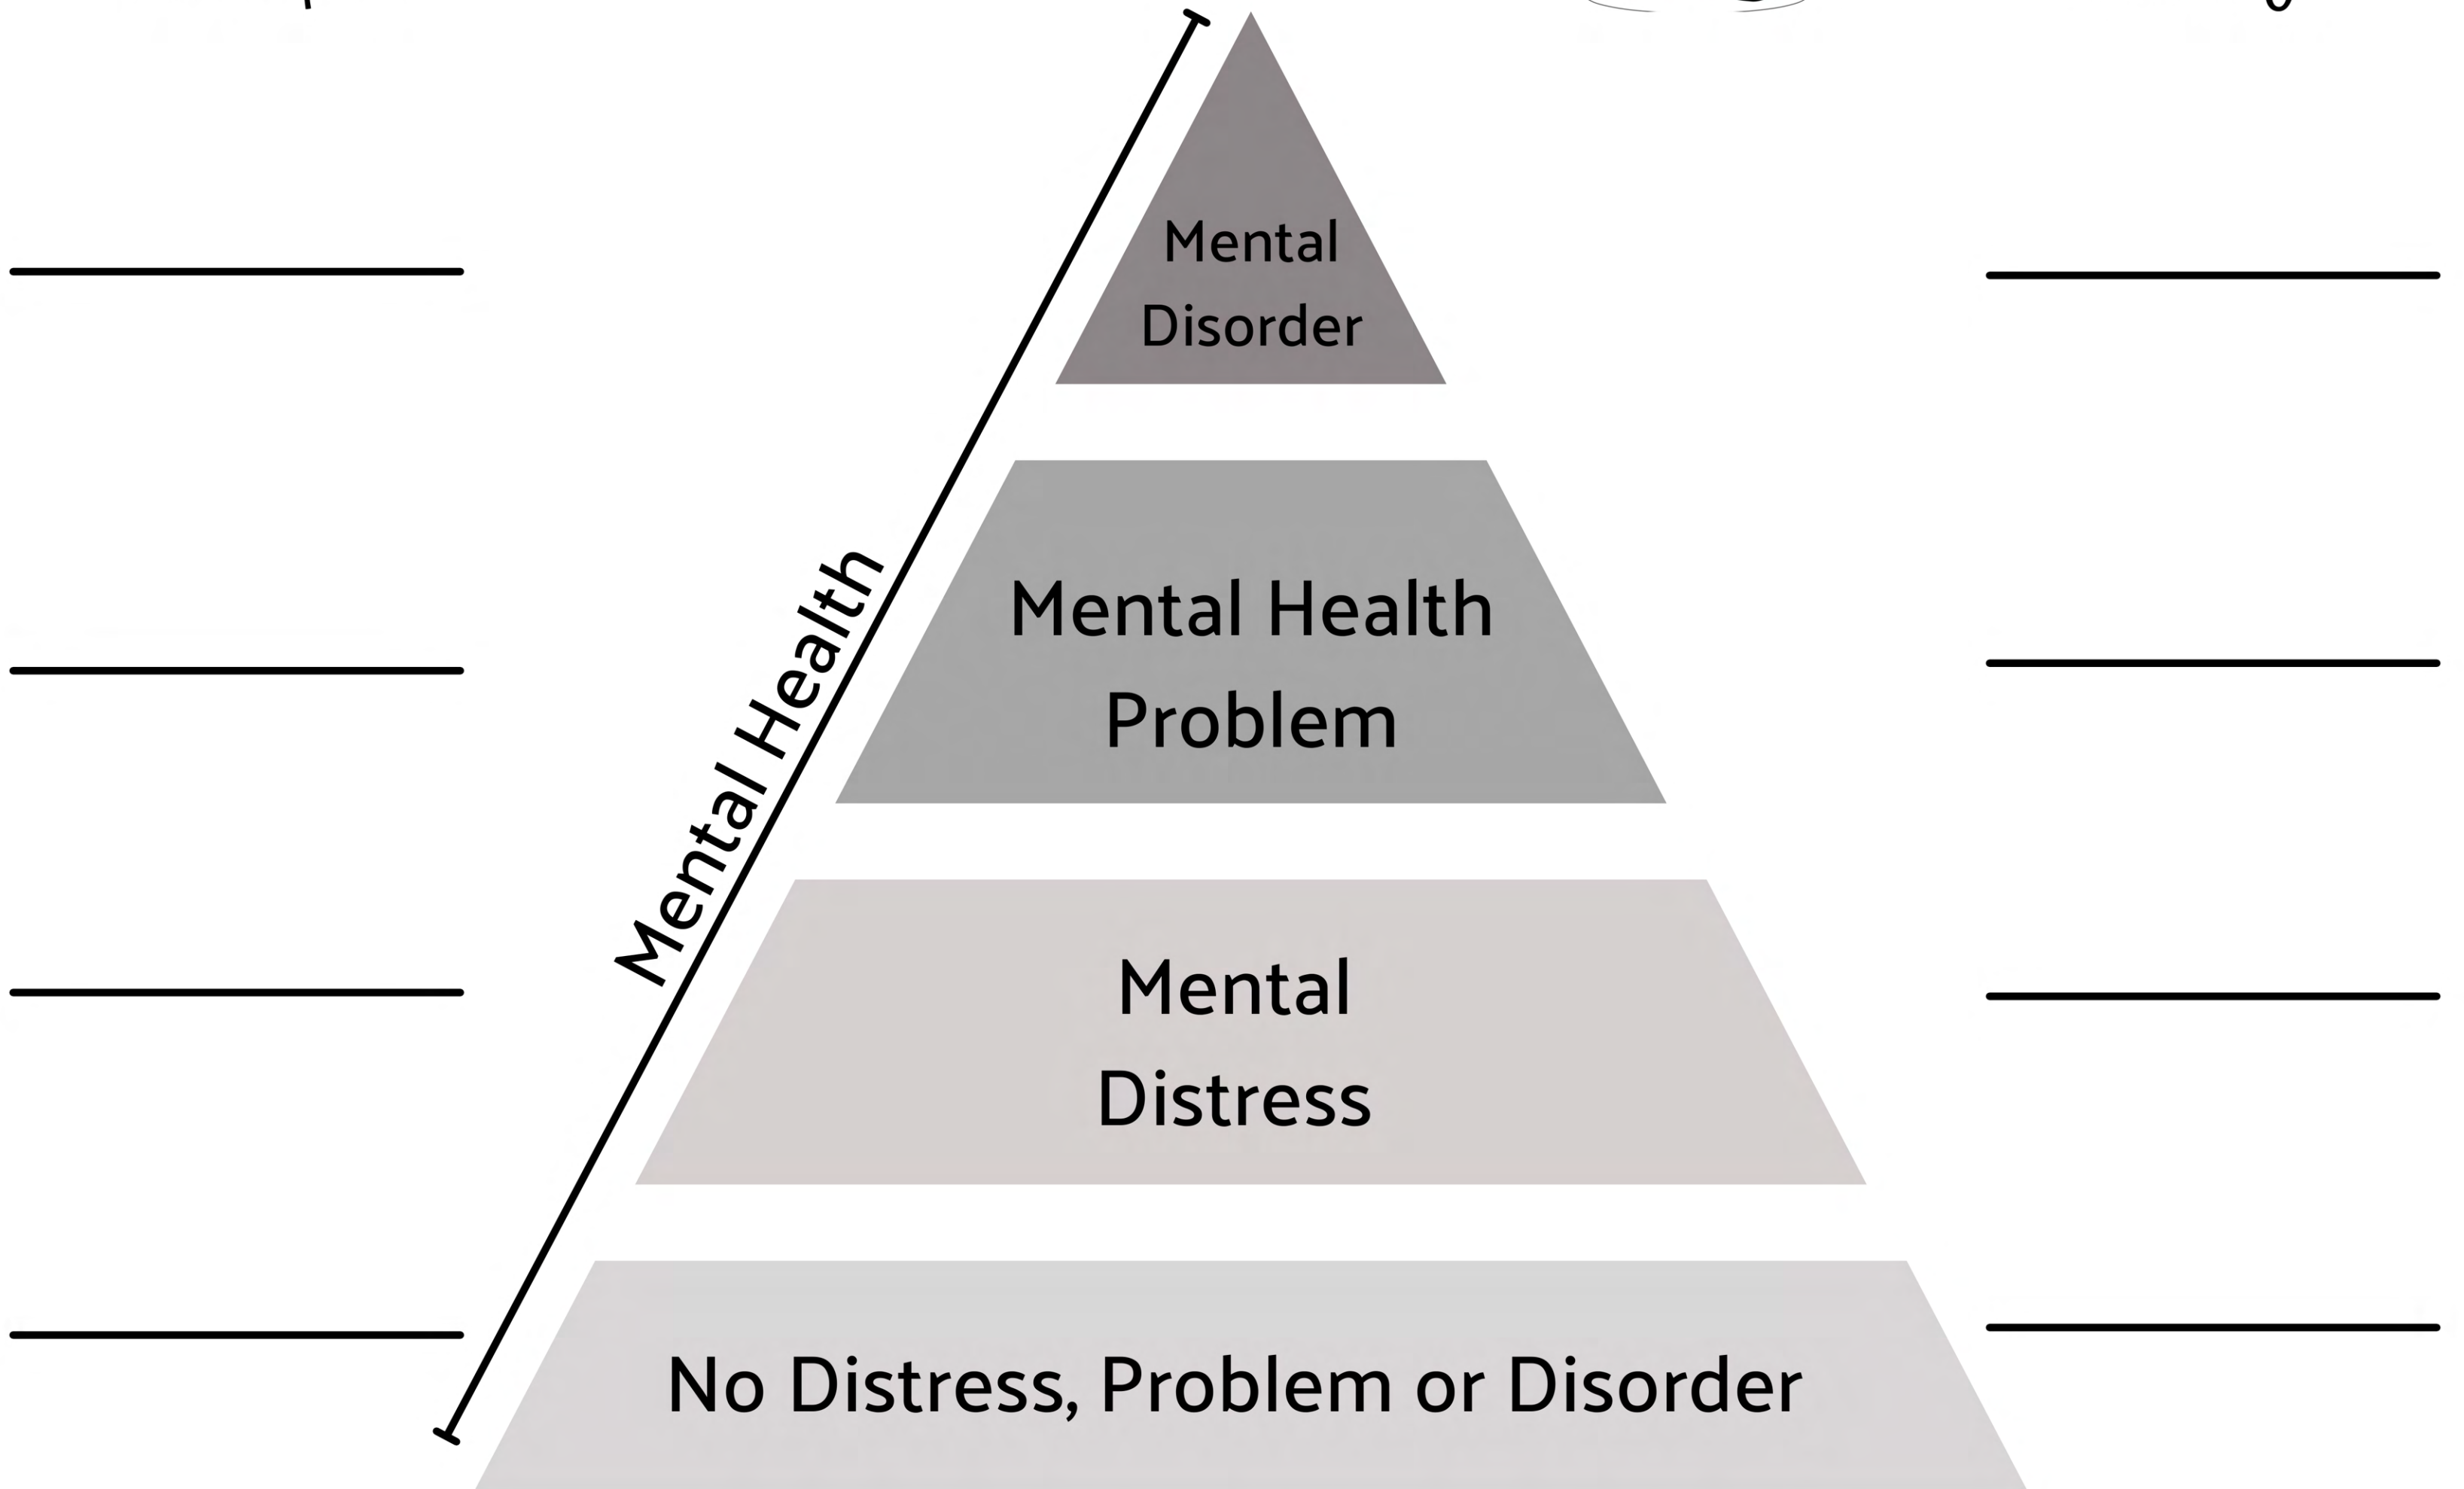 Mental
Disorder
Mental Health
Problem
Mental Health
Mental
Distress
No Distress, Problem or Disorder